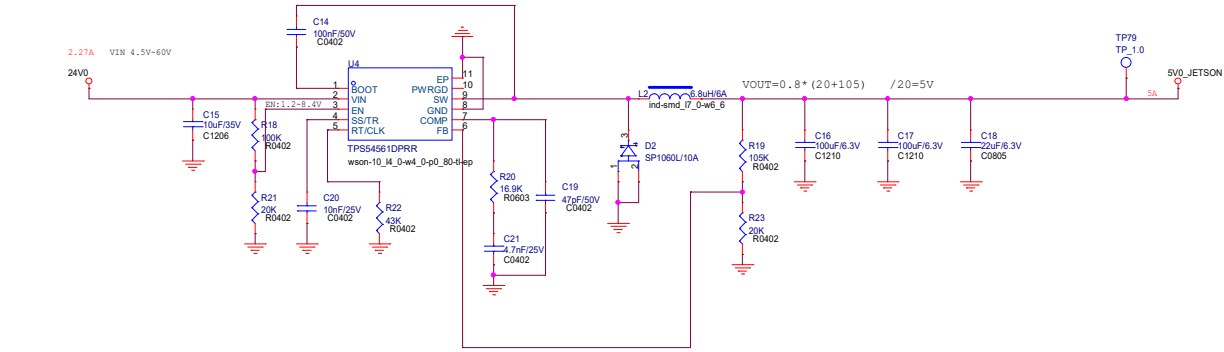 C14
100nF/50V
C0402
2.27A VIN 4.5V~60V
24V0
TP79
TP_1.0
5V0_JETSON
5A
U4
1 BOOT
2 VIN
3 EN
4 SS/TR
5 RT/CLK
EP 11
PWRGD 10
SW 9
GND 8
COMP 7
FB 6
TPS54561DPRR
wson-10_l4_0-w4_0-p0_80-tl-ep
EN:1.2~8.4V
C15
10uF/35V
C1206
R18
100K
R0402
R21
20K
R0402
C20
10nF/25V
C0402
R22
43K
R0402
R20
16.9K
R0603
C19
47pF/50V
C0402
C21
4.7nF/25V
C0402
L2 6.8uH/6A
ind-smd_l7_0-w6_6
VOUT=0.8*(20+105) /20=5V
3
1
2
D2
SP1060L/10A
R19
105K
R0402
R23
20K
R0402
C16
100uF/6.3V
C1210
C17
100uF/6.3V
C1210
C18
22uF/6.3V
C0805